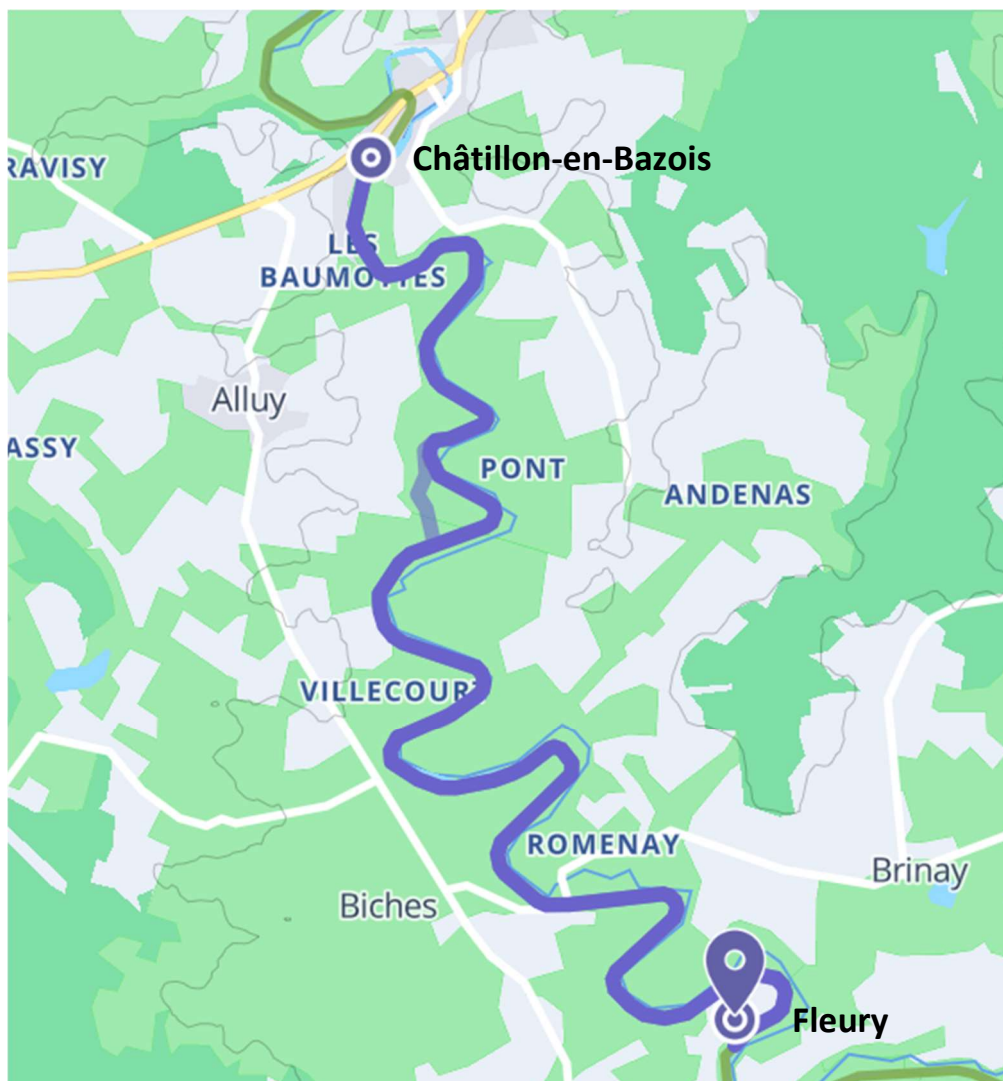 Châtillon-en-Bazois
RAVISY
LES
BAUMOTTES
Alluy
ASSY
PONT
ANDENAS
VILLECOURT
ROMENAY
Brinay
Biches
Fleury